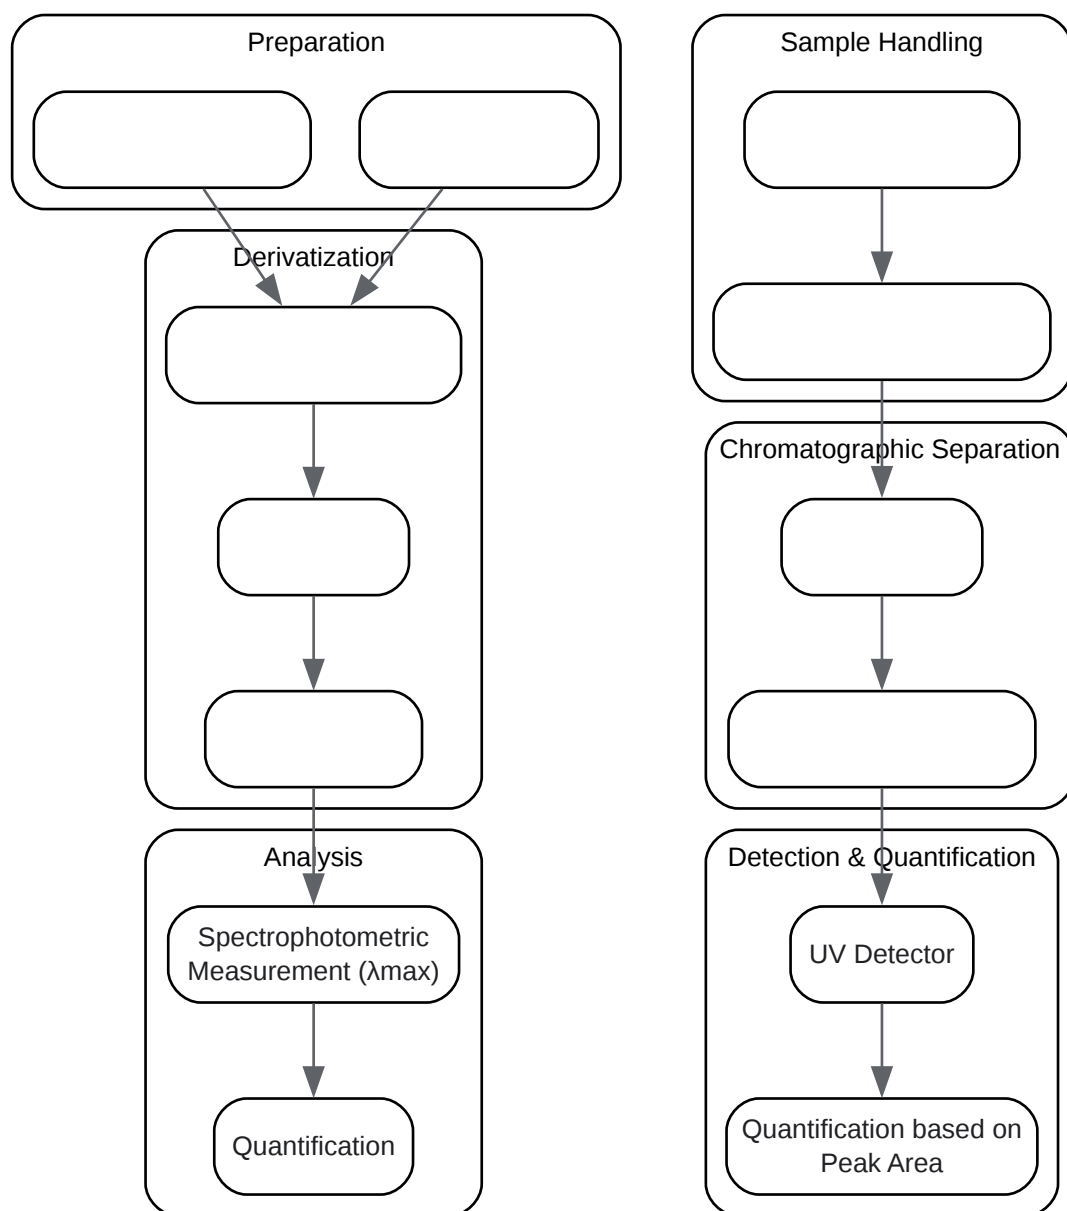 Preparation
Derivatization
Analysis
Spectrophotometric
Measurement (λmax)
Quantification
Sample Handling
Chromatographic Separation
Detection & Quantification
UV Detector
Quantification based on
Peak Area